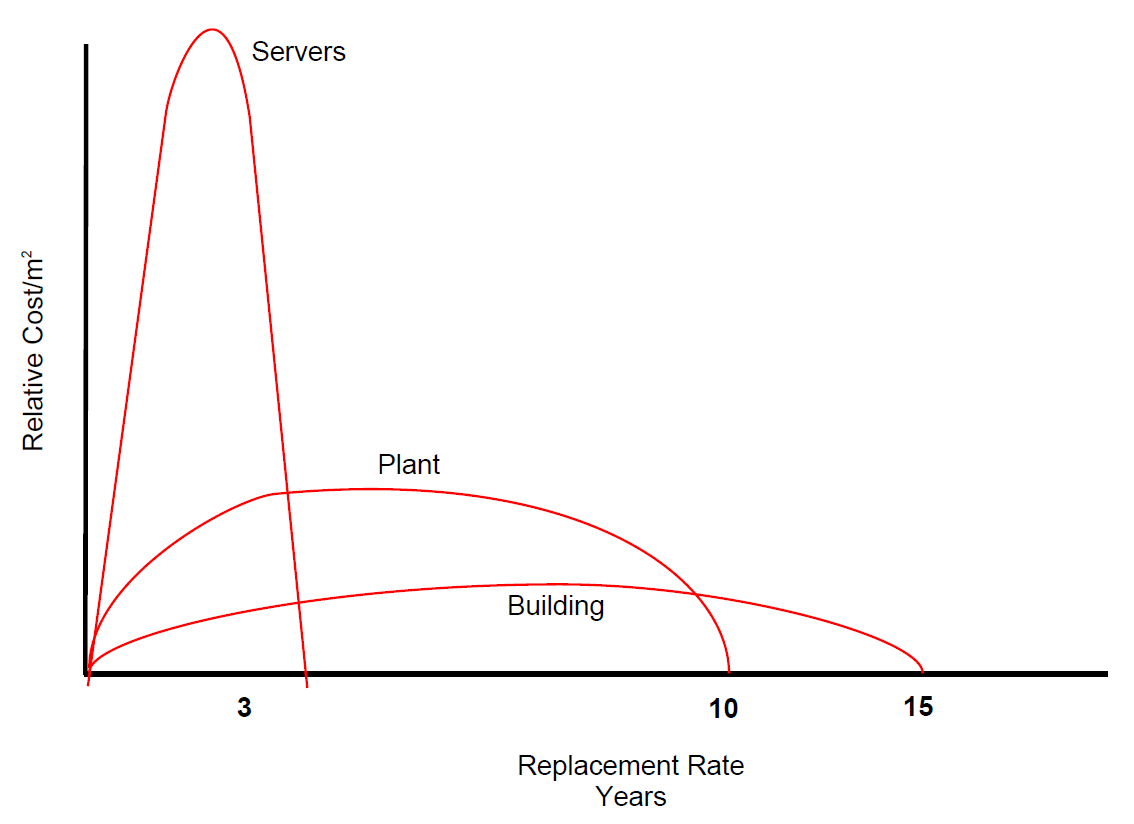 Servers
Relative Cost/m²
Plant
Building
3
10
15
Replacement Rate
Years